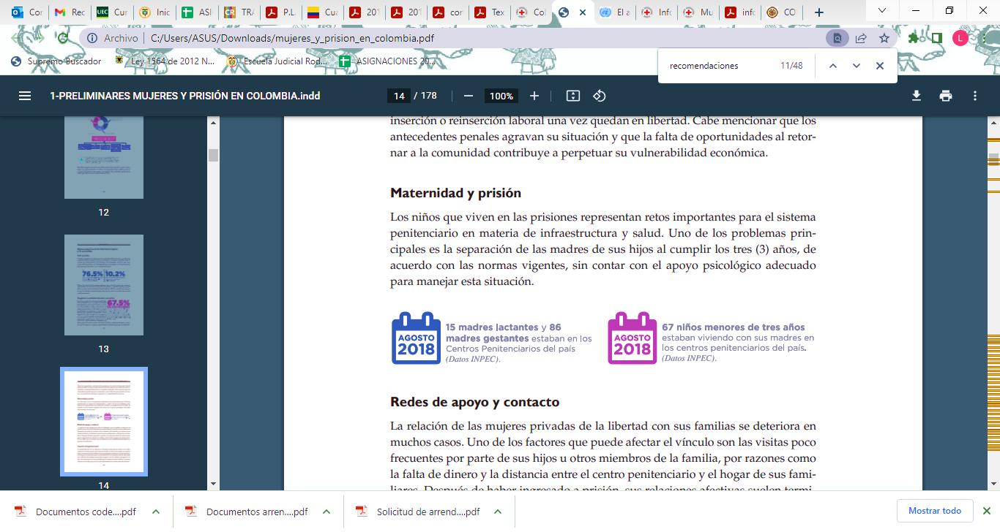 Cor
Rec
UEC
Cur
Inic
ASI
CR
TRA
P.L.
Cua
201
201
cor
Tex
Col
El a
Info
Mu
info
CO
Archivo
C:/Users/ASUS/Downloads/mujeres_y_prision_en_colombia.pdf
L
Supremo Buscador
Ley 1564 de 2012 N...
Escuela Judicial Rod...
ASIGNACIONES 20...
recomendaciones
11/48
1-PRELIMINARES MUJERES Y PRISIÓN EN COLOMBIA.indd
14 / 178
100%
12
76.5% 10.2%
67.5%
13
14
inserción o reinserción laboral una vez quedan en libertad. Cabe mencionar que los
antecedentes penales agravan su situación y que la falta de oportunidades al retor-
nar a la comunidad contribuye a perpetuar su vulnerabilidad económica.
Maternidad y prisión
Los niños que viven en las prisiones representan retos importantes para el sistema
penitenciario en materia de infraestructura y salud. Uno de los problemas prin-
cipales es la separación de las madres de sus hijos al cumplir los tres (3) años, de
acuerdo con las normas vigentes, sin contar con el apoyo psicológico adecuado
para manejar esta situación.
AGOSTO
2018
15 madres lactantes y 86
madres gestantes estaban en los
Centros Penitenciarios del país
(Datos INPEC).
AGOSTO
2018
67 niños menores de tres años
estaban viviendo con sus madres en
los centros penitenciarios del país.
(Datos INPEC).
Redes de apoyo y contacto
La relación de las mujeres privadas de la libertad con sus familias se deteriora en
muchos casos. Uno de los factores que puede afectar el vínculo son las visitas poco
frecuentes por parte de sus hijos u otros miembros de la familia, por razones como
la falta de dinero y la distancia entre el centro penitenciario y el hogar de sus fami-
liares. Después de haber ingresado a prisión, sus relaciones afectivas suelen termi-
Documentos code....pdf
Documentos arren....pdf
Solicitud de arrend....pdf
Mostrar todo